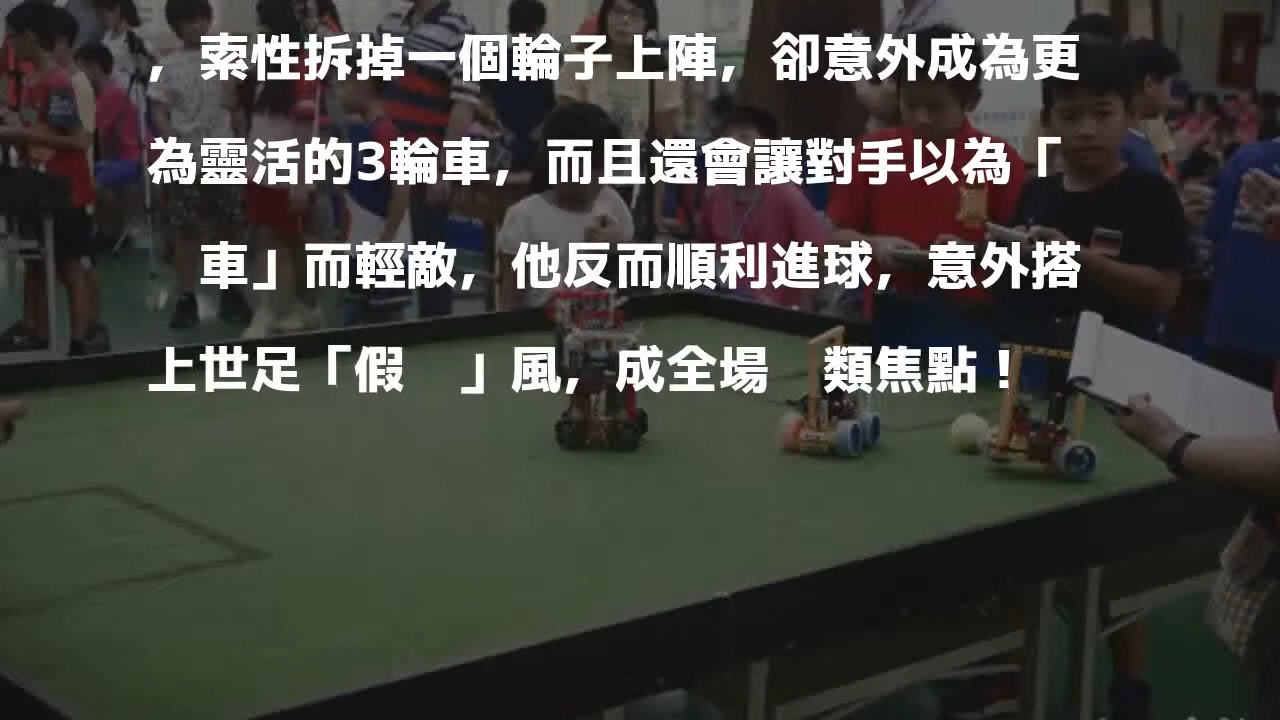 ，索性拆掉一個輪子上陣，卻意外成為更
為靈活的3輪車，而且還會讓對手以為「
車」而輕敵，他反而順利進球，意外搭
上世足「假　」風，成全場　類焦點！